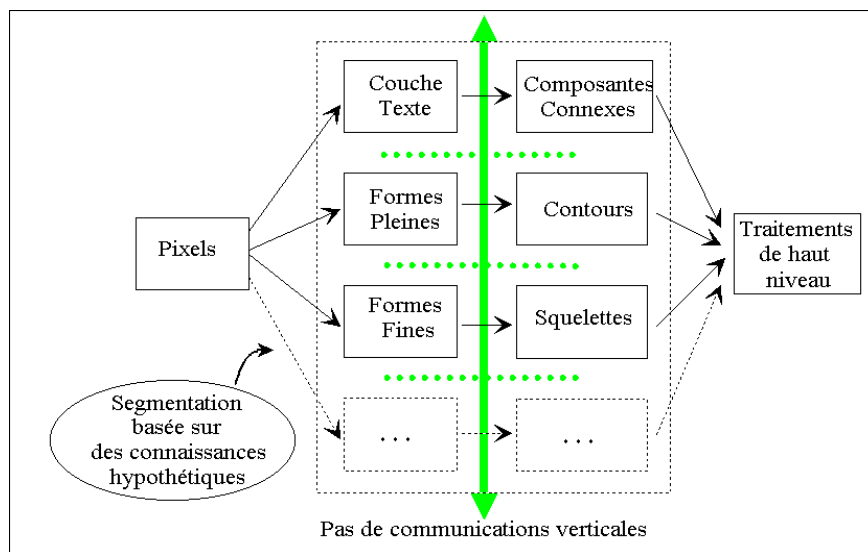 Couche
Texte
Composantes
Connexes
Formes
Pleines
Contours
Pixels
Traitements
de haut
niveau
Formes
Fines
Squelettes
Segmentation
basée sur
des connaissances
hypothétiques
...
...
Pas de communications verticales